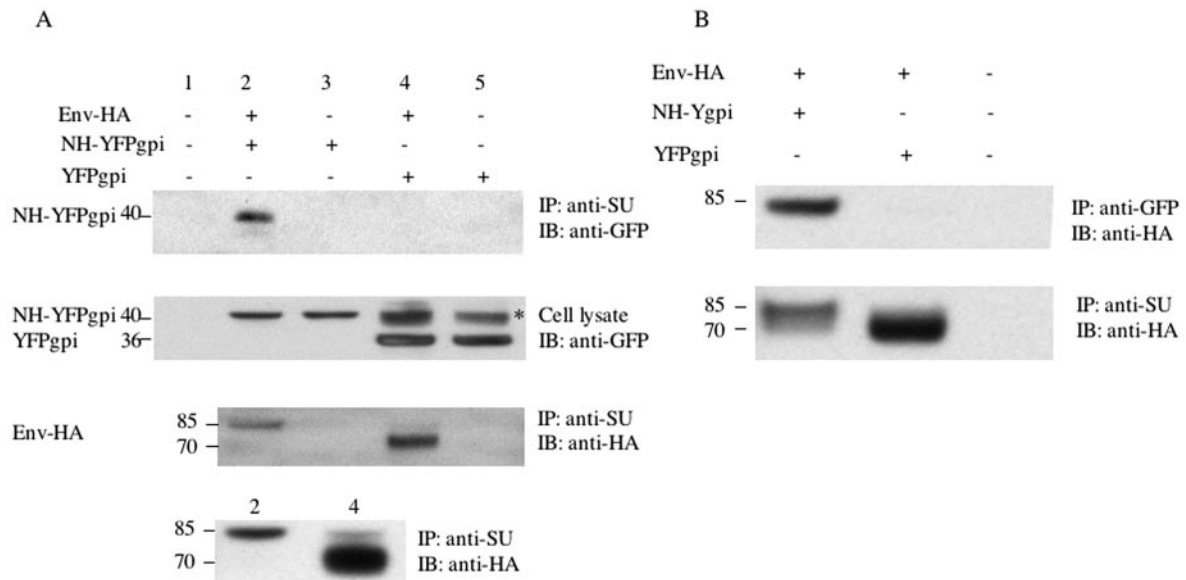 A
1 2 3 4 5
Env-HA - + - + -
NH-YFPgpi - + + - -
YFPgpi - - - + +
NH-YFPgpi 40 IP: anti-SU
IB: anti-GFP
NH-YFPgpi 40 * Cell lysate
YFPgpi 36 IB: anti-GFP
Env-HA 85 IP: anti-SU
70 IB: anti-HA
2 4
85 IP: anti-SU
70 IB: anti-HA
B
Env-HA + + -
NH-Ygpi + - -
YFPgpi - + -
85 IP: anti-GFP
IB: anti-HA
85 IP: anti-SU
70 IB: anti-HA